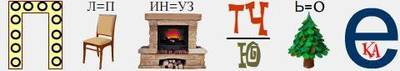 П Л=П ИН=УЗ ТЧ Ь=О е
Ю КА